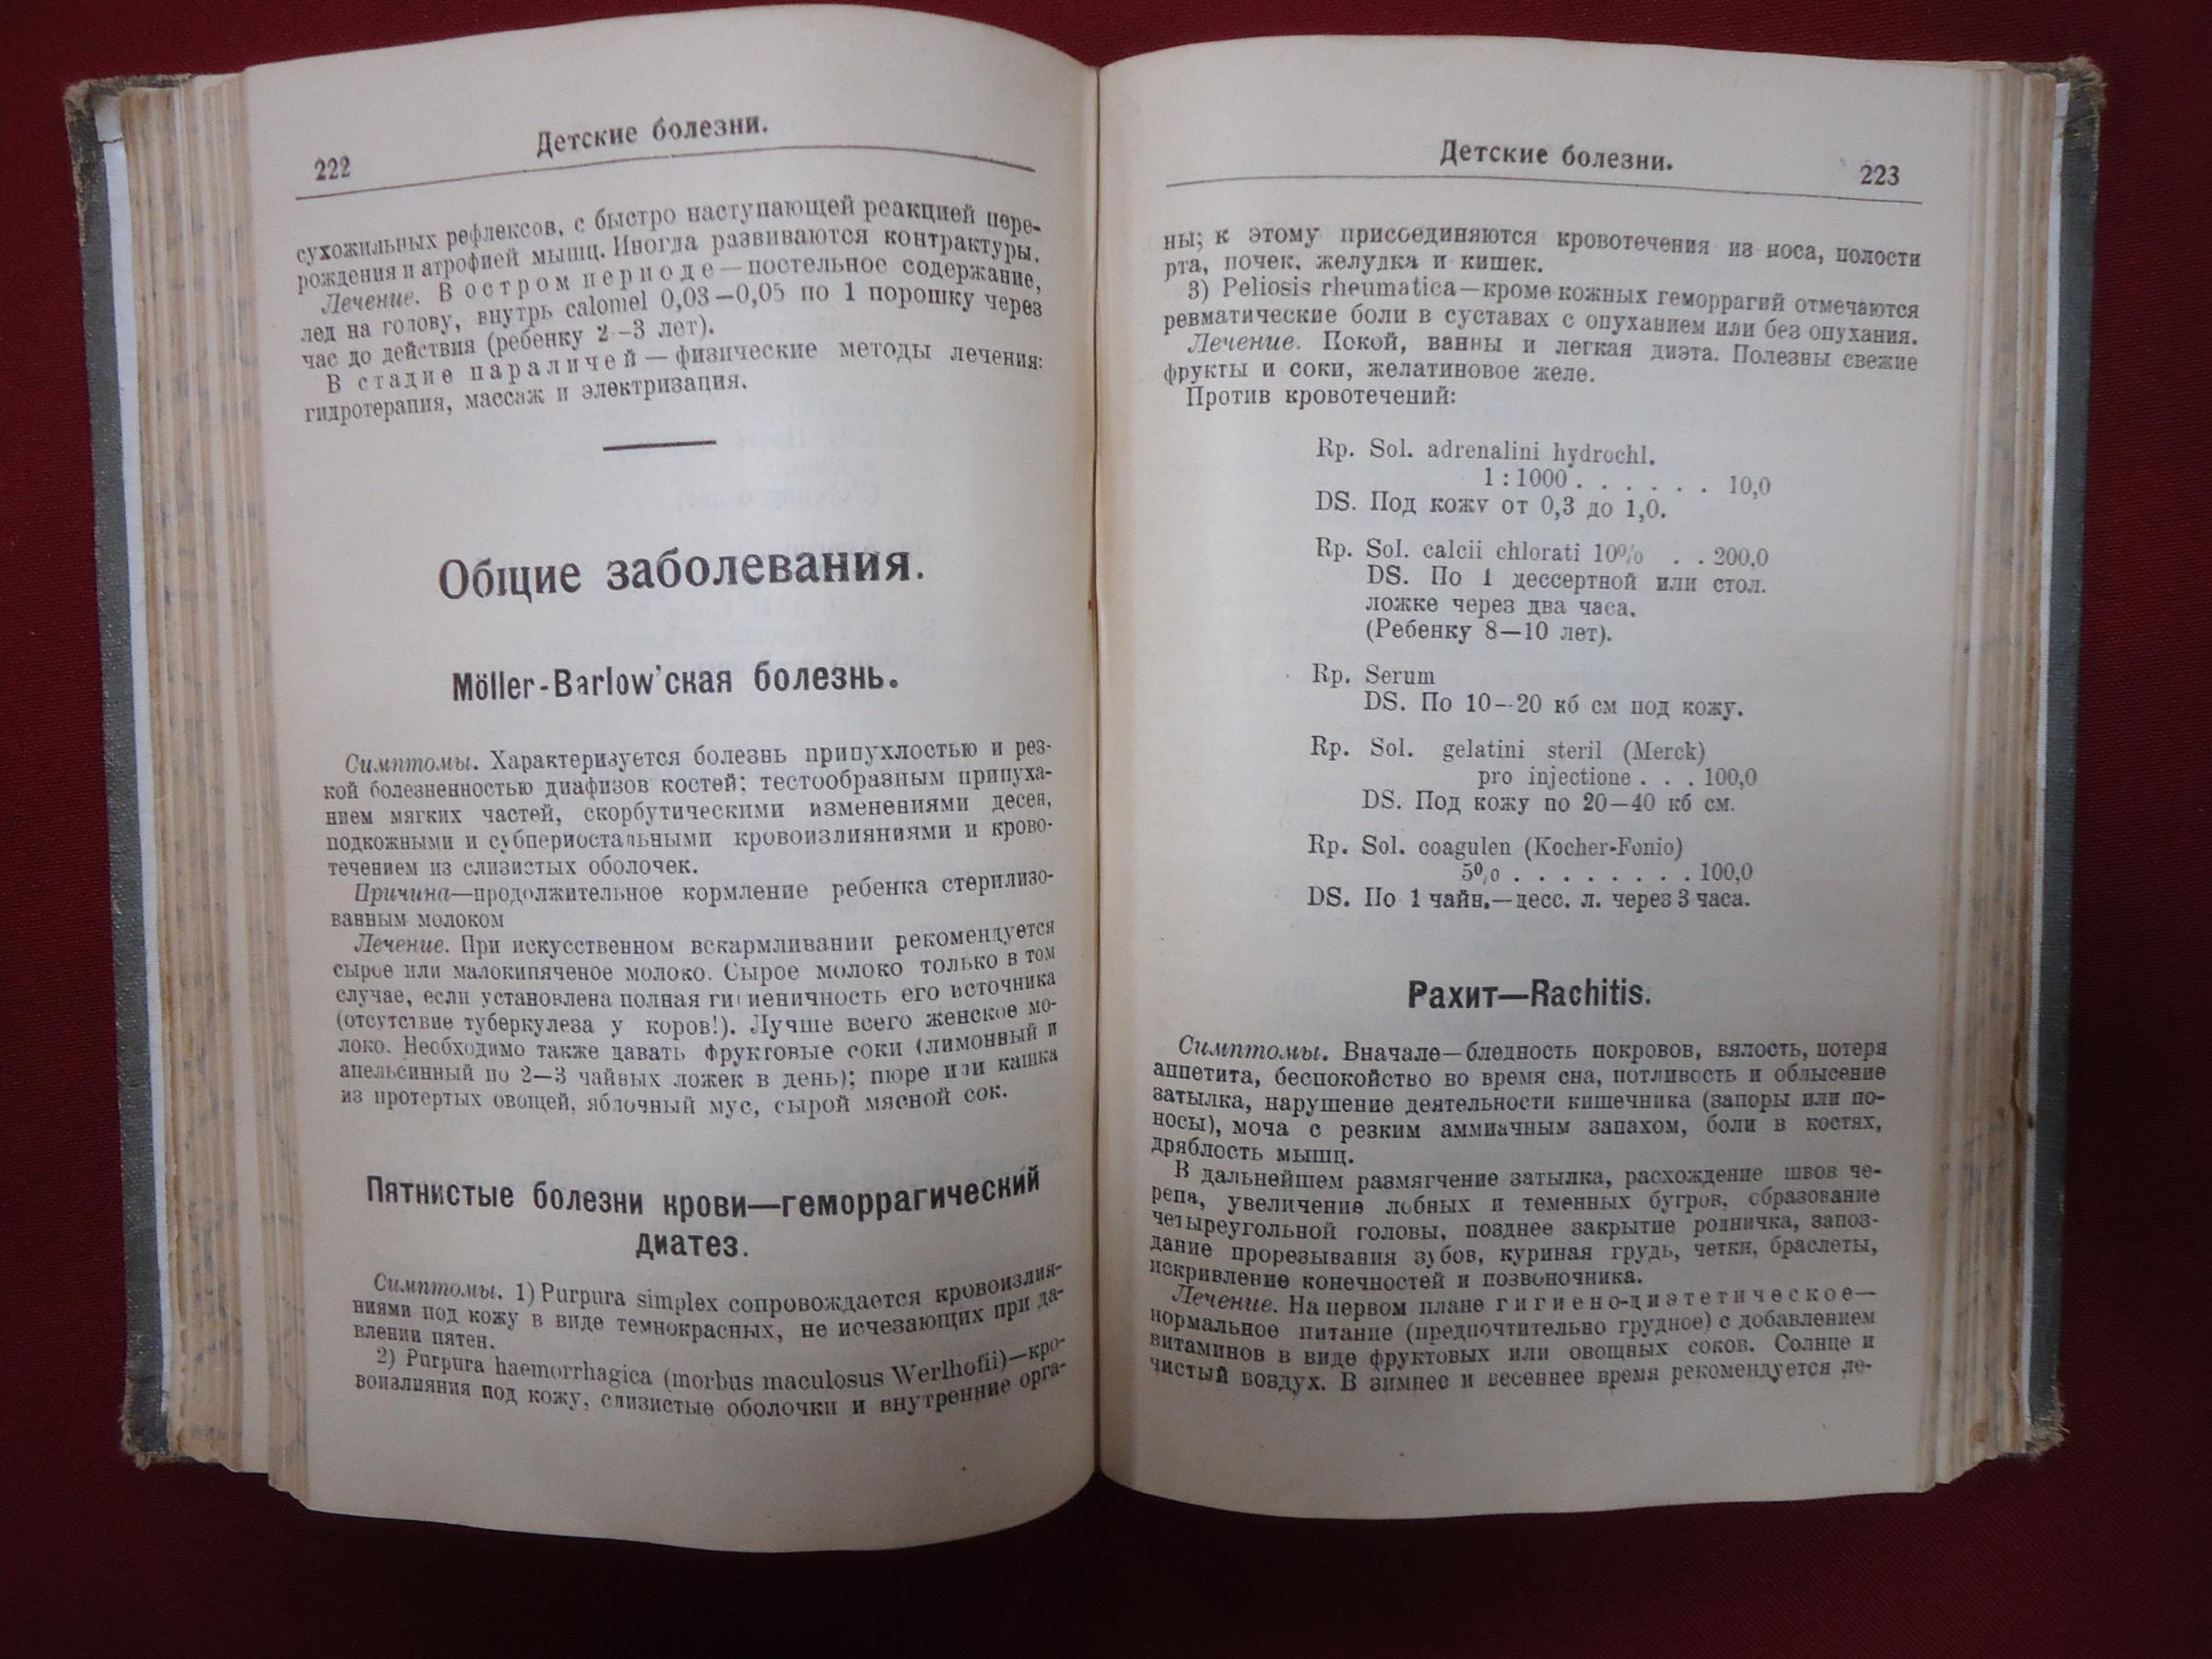 222
Детские болезни.
сухожильных рефлексов, с быстро наступающей реакцией пере-
рождения и атрофией мышц. Иногда развиваются контрактуры.
Лечение. В остром периоде — постельное содержание,
лед на голову, внутрь calomel 0,03—0,05 по 1 порошку через
час до действия (ребенку 2—3 лет).
В стадие параличей — физические методы лечения:
гидротерапия, массаж и электризация.
Общие заболевания.
Möller-Barlow'ская болезнь.
Симптомы. Характеризуется болезнь припухлостью и рез-
кой болезненностью диафизов костей; тестообразным припуха-
нием мягких частей, скорбутическими изменениями десен,
подкожными и субпериостальными кровоизлияниями и крово-
течением из слизистых оболочек.
Причина—продолжительное кормление ребенка стерилизо-
ванным молоком
Лечение. При искусственном вскармливании рекомендуется
сырое или малокипяченое молоко. Сырое молоко только в том
случае, если установлена полная гигиеничность его источника
(отсутствие туберкулеза у коров!). Лучше всего женское мо-
локо. Необходимо также давать фруктовые соки (лимонный и
апельсинный по 2—3 чайных ложек в день); пюре или кашка
из протертых овощей, яблочный мус, сырой мясной сок.
Пятнистые болезни крови—геморрагический
диатез.
Симптомы. 1) Purpura simplex сопровождается кровоизлия-
ниями под кожу в виде темнокрасных, не исчезающих при да-
влении пятен.
2) Purpura haemorrhagica (morbus maculosus Werlhofii)—кро-
воизлияния под кожу, слизистые оболочки и внутренние орга-
Детские болезни.
223
ны; к этому присоединяются кровотечения из носа, полости
рта, почек, желудка и кишек.
3) Peliosis rheumatica—кроме кожных геморрагий отмечаются
ревматические боли в суставах с опуханием или без опухания.
Лечение. Покой, ванны и легкая диэта. Полезны свежие
фрукты и соки, желатиновое желе.
Против кровотечений:
Rp. Sol. adrenalini hydrochl.
1 : 1000 . . . . . . 10,0
DS. Под кожу от 0,3 до 1,0.
Rp. Sol. calcii chlorati 10% . . 200,0
DS. По 1 дессертной или стол.
ложке через два часа.
(Ребенку 8—10 лет).
Rp. Serum
DS. По 10—20 кб см под кожу.
Rp. Sol. gelatini steril (Merck)
pro injectione . . . 100,0
DS. Под кожу по 20—40 кб см.
Rp. Sol. coagulen (Kocher-Fonio)
5% . . . . . . . . 100,0
DS. По 1 чайн.—десс. л. через 3 часа.
Рахит—Rachitis.
Симптомы. Вначале—бледность покровов, вялость, потеря
аппетита, беспокойство во время сна, потливость и облысение
затылка, нарушение деятельности кишечника (запоры или по-
носы), моча с резким аммиачным запахом, боли в костях,
дряблость мышц.
В дальнейшем размягчение затылка, расхождение швов че-
репа, увеличение лобных и теменных бугров, образование
четыреугольной головы, позднее закрытие родничка, запоз-
дание прорезывания зубов, куриная грудь, четки, браслеты,
искривление конечностей и позвоночника.
Лечение. На первом плане гигиено-диэтетическое—
нормальное питание (предпочтительно грудное) с добавлением
витаминов в виде фруктовых или овощных соков. Солнце и
чистый воздух. В зимнее и весеннее время рекомендуется ле-